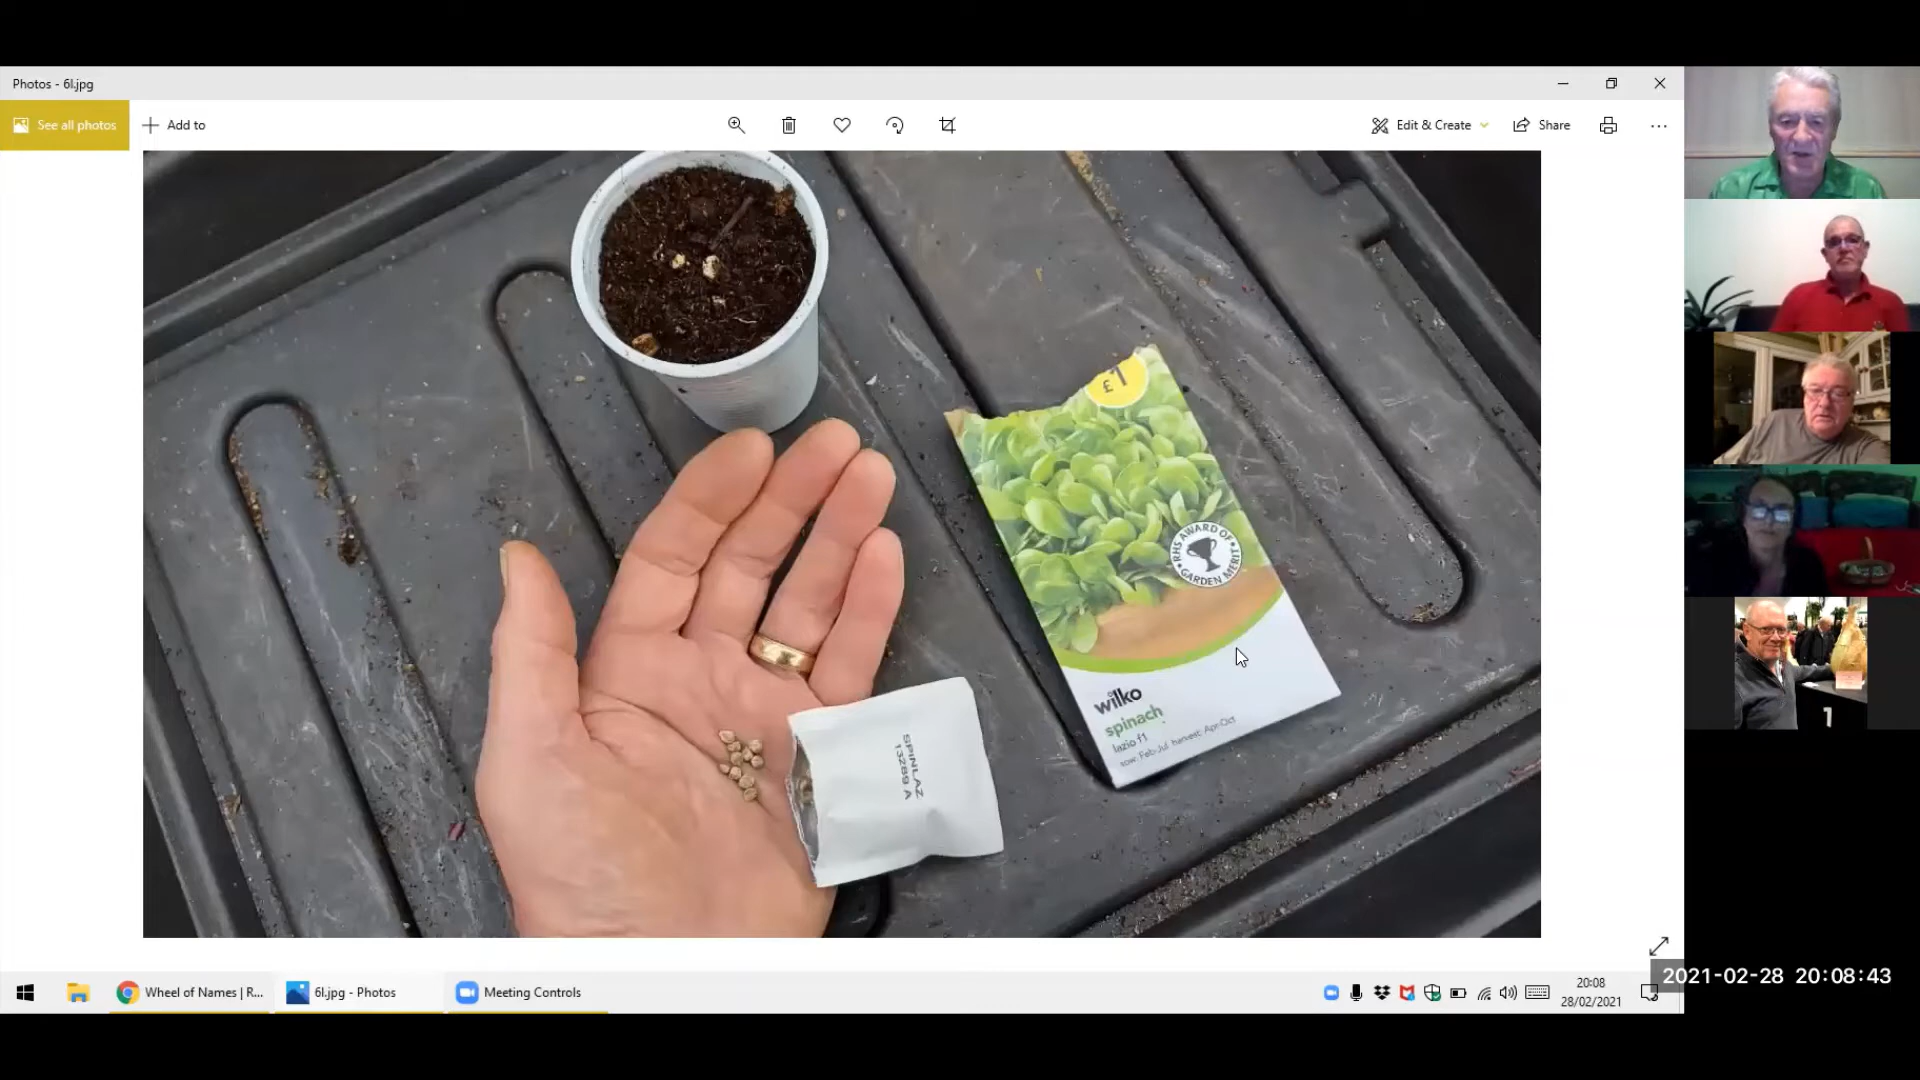 Photos - 6l.jpg
See all photos
Add to
Edit & Create
Share
£1
RHS AWARD OF GARDEN MERIT
wilko
spinach
lazio f1
sow: Feb-Jul harvest: Apr-Oct
SPINLAZ
13289 A
1
Wheel of Names | R...
6l.jpg - Photos
Meeting Controls
20:08
28/02/2021
2021-02-28 20:08:43